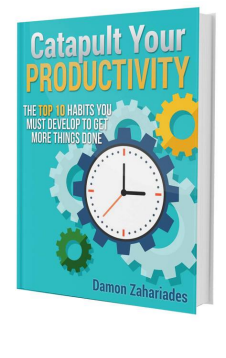 Catapult Your
PRODUCTIVITY
THE TOP 10 HABITS YOU
MUST DEVELOP TO GET
MORE THINGS DONE
Damon Zahariades